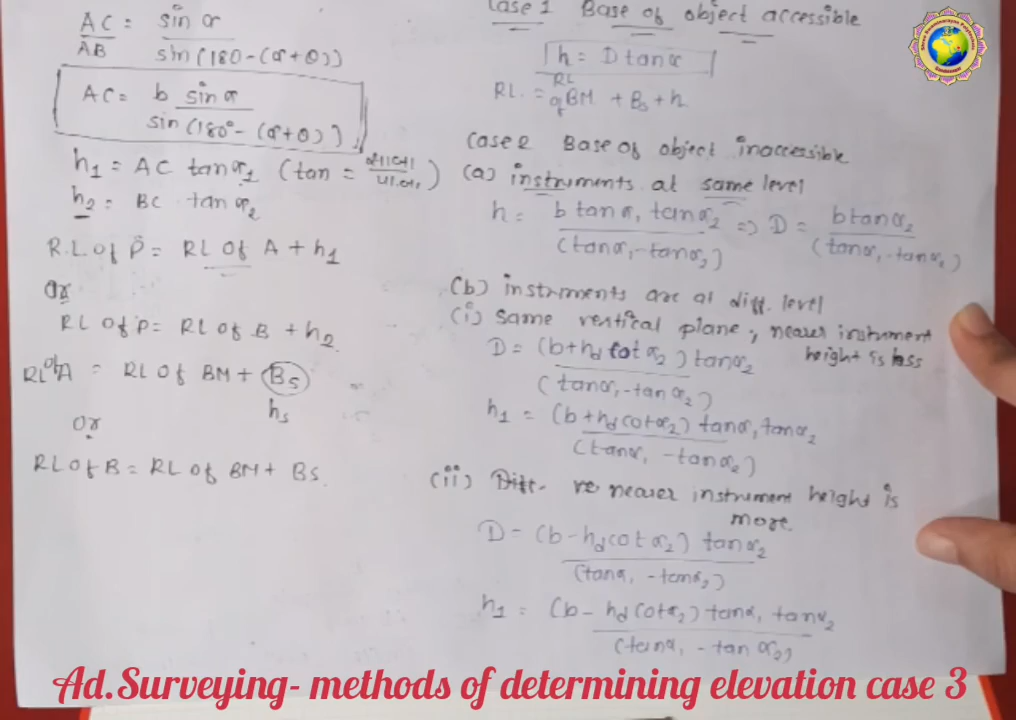 AC/AB = sin α / sin(180-(α+θ))
AC = b sin α / sin(180°-(α+θ))
h1 = AC tan α1 (tan = સા.બા / પા.બા)
h2 = BC tan α2
R.L of P = RL of A + h1
Or
RL of P = RL of B + h2.
RL of A = RL of BM + Bs
hs
or
RL of B = RL of BM + Bs.
Case 1 Base of object accessible
h = D tan α
RL. = RL of BM + Bs + h
Case 2 Base of object inaccessible
(a) instruments at same level
h = b tan α1 tan α2 / (tan α1 - tan α2) => D = b tan α2 / (tan α1 - tan α2)
(b) instruments are at diff. level
(i) same vertical plane, nearer instrument
height is less
D = (b + hd cot α2) tan α2 / (tan α1 - tan α2)
h1 = (b + hd cot α2) tan α1 tan α2 / (tan α1 - tan α2)
(ii) nearer instrument height is
more.
D = (b - hd cot α2) tan α2 / (tan α1 - tan α2)
h1 = (b - hd cot α2) tan α1 tan α2 / (tan α1 - tan α2)
Ad.Surveying- methods of determining elevation case 3